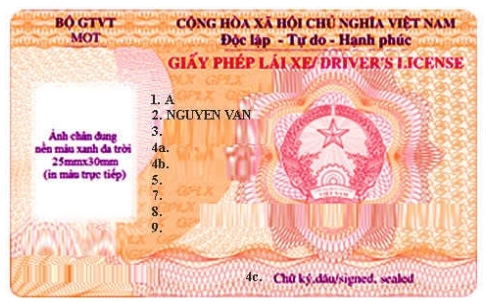 BỘ GTVT
MOT
CỘNG HÒA XÃ HỘI CHỦ NGHĨA VIỆT NAM
Độc lập - Tự do - Hạnh phúc
GIẤY PHÉP LÁI XE/ DRIVER'S LICENSE
Ảnh chân dung
nền màu xanh da trời
25mmx30mm
(in màu trực tiếp)
1. A
2. NGUYEN VAN
3.
4a.
4b.
5.
7.
8.
9.
VIỆT NAM
GPLX
4c. Chữ ký,dấu/signed, sealed